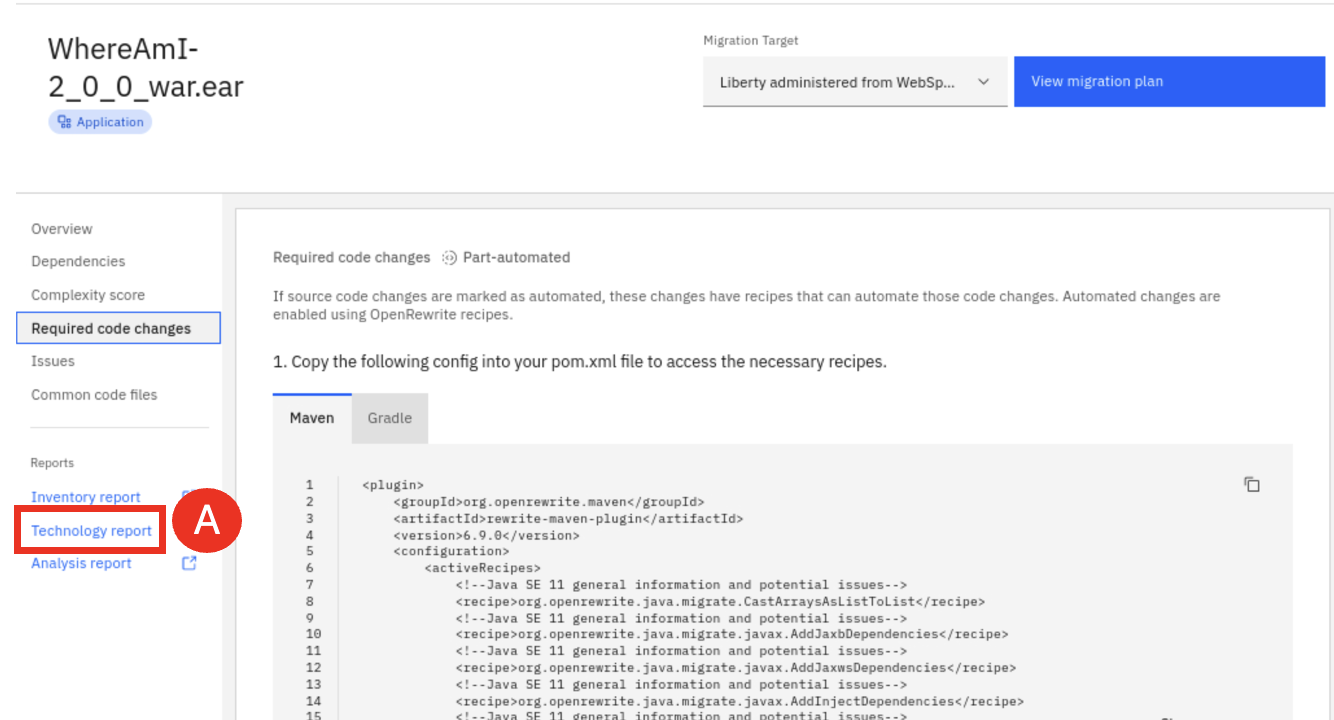 WhereAmI-
2_0_0_war.ear
Application
Migration Target
Liberty administered from WebSp...
View migration plan
Overview
Dependencies
Complexity score
Required code changes
Issues
Common code files
Reports
Inventory report
Technology report
A
Analysis report
Required code changes Part-automated
If source code changes are marked as automated, these changes have recipes that can automate those code changes. Automated changes are
enabled using OpenRewrite recipes.
1. Copy the following config into your pom.xml file to access the necessary recipes.
Maven Gradle
1 <plugin>
2 <groupId>org.openrewrite.maven</groupId>
3 <artifactId>rewrite-maven-plugin</artifactId>
4 <version>6.9.0</version>
5 <configuration>
6 <activeRecipes>
7 <!--Java SE 11 general information and potential issues-->
8 <recipe>org.openrewrite.java.migrate.CastArraysAsListToList</recipe>
9 <!--Java SE 11 general information and potential issues-->
10 <recipe>org.openrewrite.java.migrate.javax.AddJaxbDependencies</recipe>
11 <!--Java SE 11 general information and potential issues-->
12 <recipe>org.openrewrite.java.migrate.javax.AddJaxwsDependencies</recipe>
13 <!--Java SE 11 general information and potential issues-->
14 <recipe>org.openrewrite.java.migrate.javax.AddInjectDependencies</recipe>
15 <!--Java SE 11 general information and potential issues-->